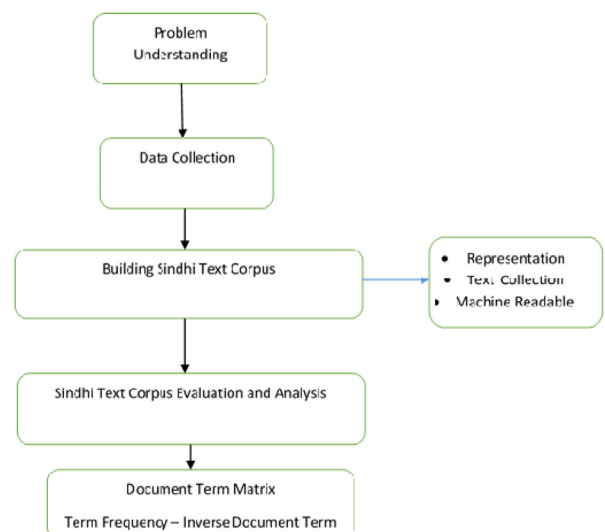 Problem
Understanding
Data Collection
Building Sindhi Text Corpus
• Representation
• Text Collection
• Machine Readable
Sindhi Text Corpus Evaluation and Analysis
Document Term Matrix
Term Frequency – Inverse Document Term